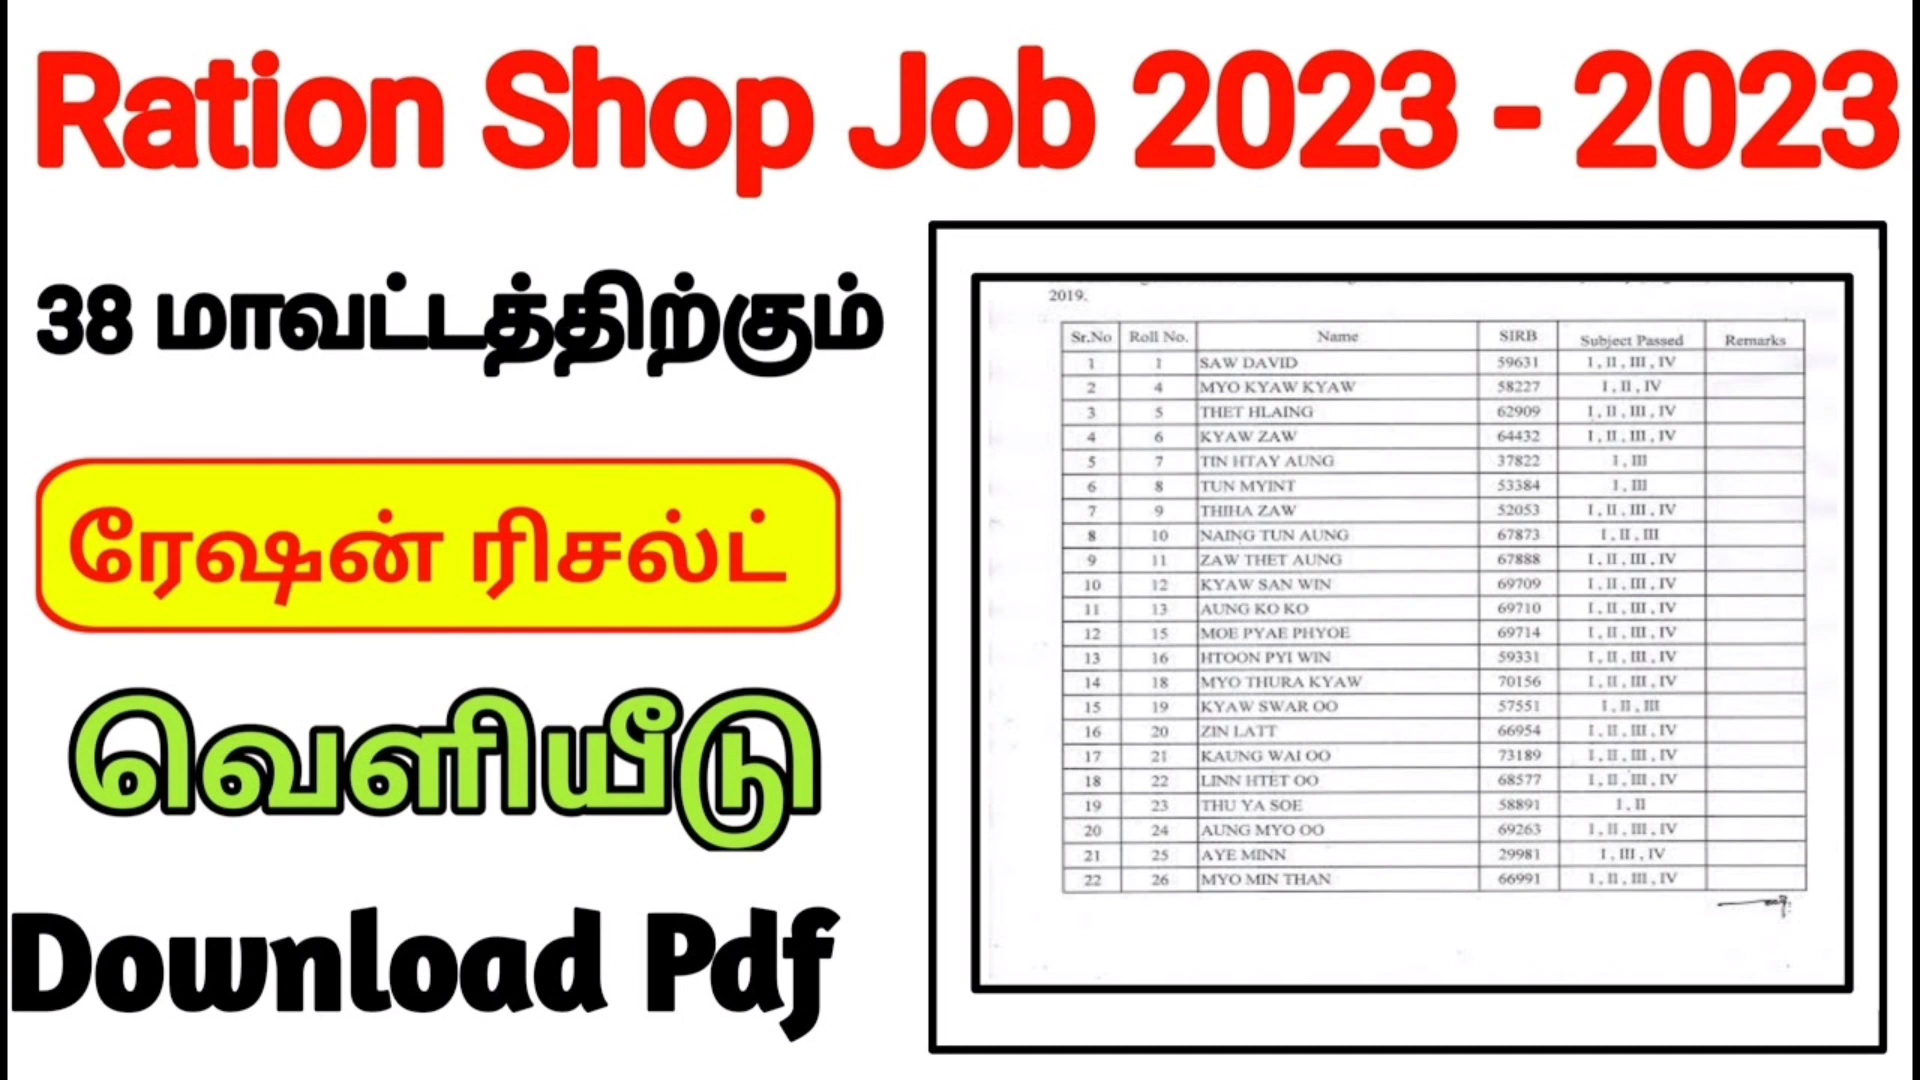 Ration Shop Job 2023 - 2023
38 மாவட்டத்திற்கும்
ரேஷன் ரிசல்ட்
வெளியீடு
Download Pdf
2019.
Sr.No Roll No. Name SIRB Subject Passed Remarks
1 1 SAW DAVID 59631 I , II , III , IV
2 4 MYO KYAW KYAW 58227 I , II , IV
3 5 THET HLAING 62909 I , II , III , IV
4 6 KYAW ZAW 64432 I , II , III , IV
5 7 TIN HTAY AUNG 37822 I , III
6 8 TUN MYINT 53384 I , III
7 9 THIHA ZAW 52053 I , II , III , IV
8 10 NAING TUN AUNG 67873 I , II , III
9 11 ZAW THET AUNG 67888 I , II , III , IV
10 12 KYAW SAN WIN 69709 I , II , III , IV
11 13 AUNG KO KO 69710 I , II , III , IV
12 15 MOE PYAE PHYOE 69714 I , II , III , IV
13 16 HTOON PYI WIN 59331 I , II , III , IV
14 18 MYO THURA KYAW 70156 I , II , III , IV
15 19 KYAW SWAR OO 57551 I , II , III
16 20 ZIN LATT 66954 I , II , III , IV
17 21 KAUNG WAI OO 73189 I , II , III , IV
18 22 LINN HTET OO 68577 I , II , III , IV
19 23 THU YA SOE 58891 I , II
20 24 AUNG MYO OO 69263 I , II , III , IV
21 25 AYE MINN 29981 I , III , IV
22 26 MYO MIN THAN 66991 I , II , III , IV